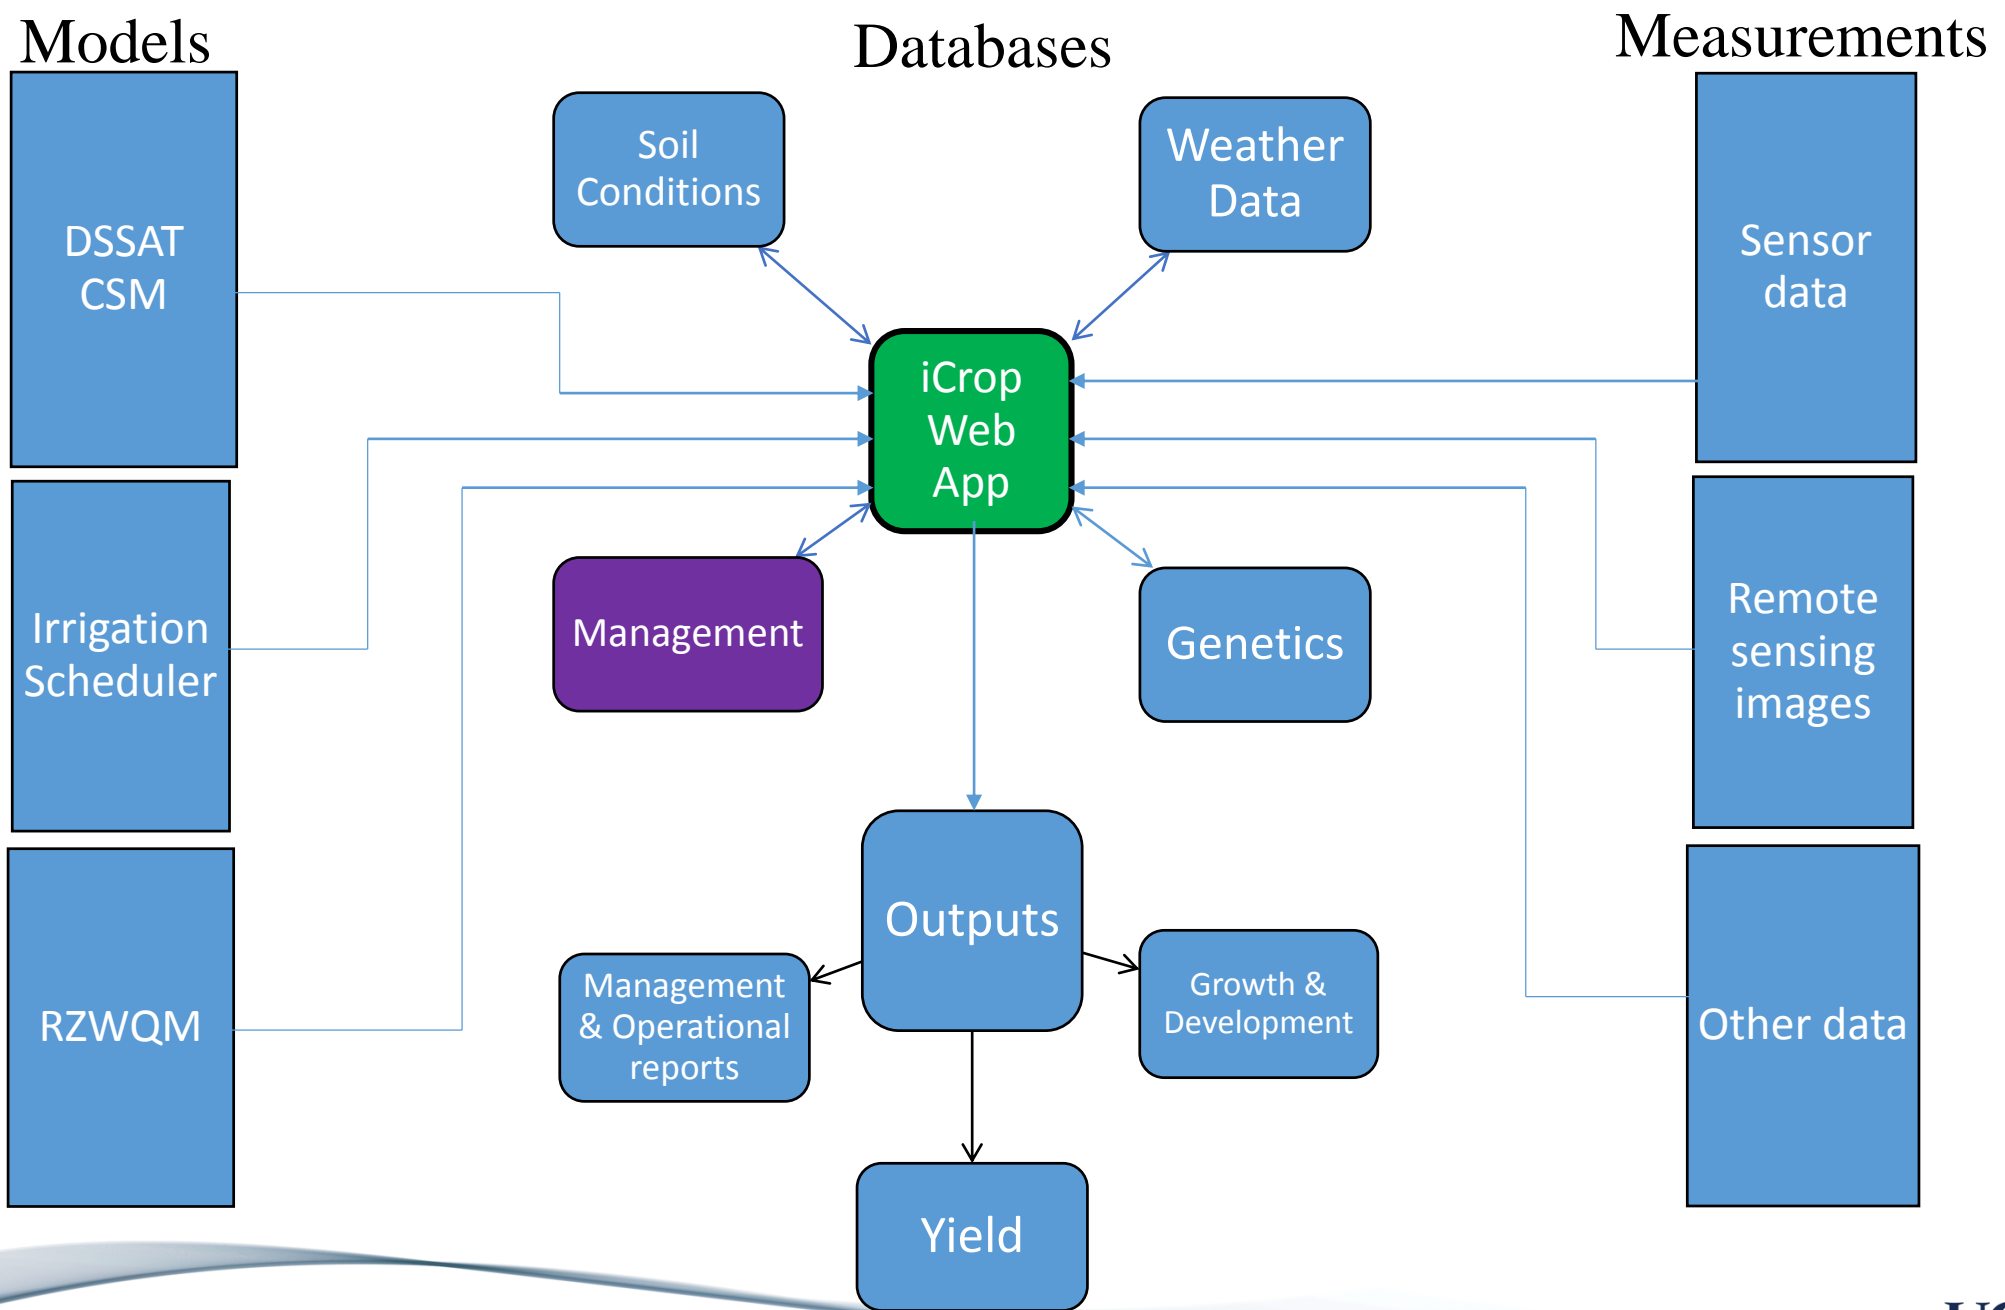 Models
Databases
Measurements
DSSAT
CSM
Soil
Conditions
Weather
Data
Sensor
data
iCrop
Web
App
Irrigation
Scheduler
Management
Genetics
Remote
sensing
images
RZWQM
Outputs
Management
& Operational
reports
Growth &
Development
Other data
Yield